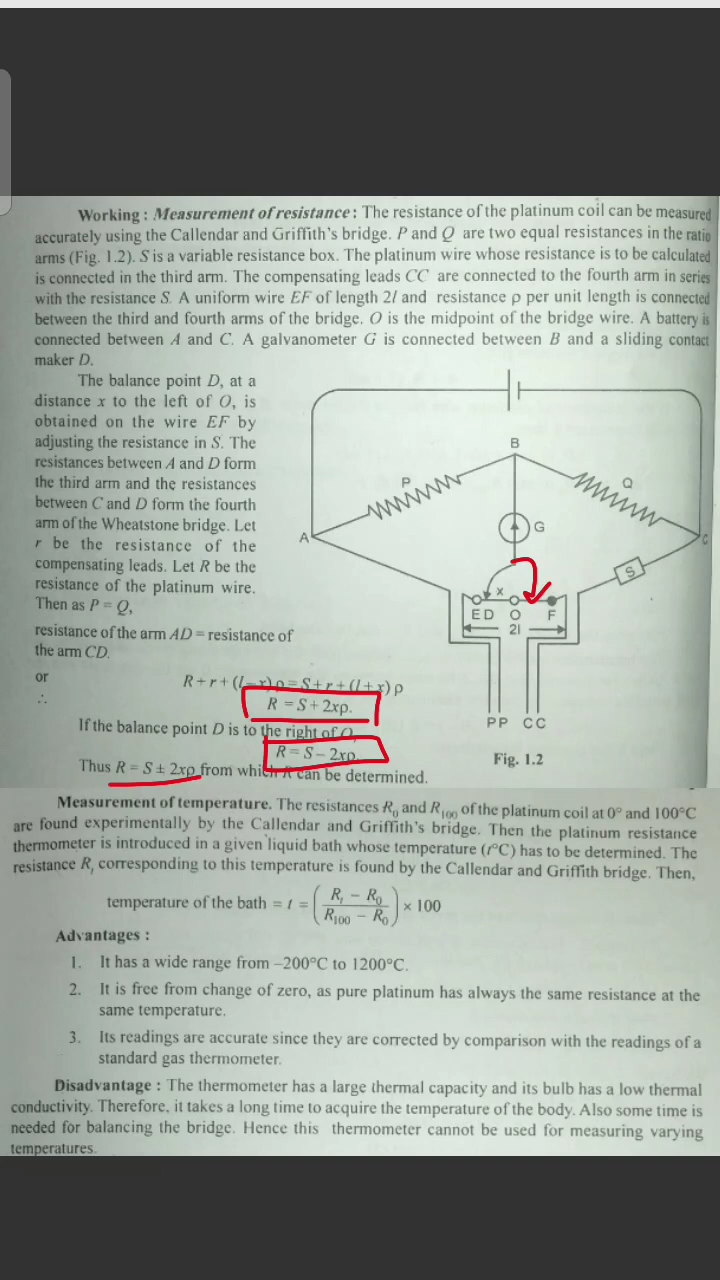 Working : Measurement of resistance : The resistance of the platinum coil can be measured
accurately using the Callendar and Griffith's bridge. P and Q are two equal resistances in the ratio
arms (Fig. 1.2). S is a variable resistance box. The platinum wire whose resistance is to be calculated
is connected in the third arm. The compensating leads CC are connected to the fourth arm in series
with the resistance S. A uniform wire EF of length 2l and resistance ρ per unit length is connected
between the third and fourth arms of the bridge. O is the midpoint of the bridge wire. A battery is
connected between A and C. A galvanometer G is connected between B and a sliding contact
maker D.
The balance point D, at a
distance x to the left of O, is
obtained on the wire EF by
adjusting the resistance in S. The
resistances between A and D form
the third arm and the resistances
between C and D form the fourth
arm of the Wheatstone bridge. Let
r be the resistance of the
compensating leads. Let R be the
resistance of the platinum wire.
Then as P = Q,
resistance of the arm AD = resistance of
the arm CD.
or R + r + (l – x) ρ = S + r + (l + x) ρ
∴ R = S + 2xρ.
If the balance point D is to the right of O,
R = S – 2xρ.
Thus R = S ± 2xρ from which R can be determined.
B
P
Q
G
A
C
S
x
E D O F
2l
PP CC
Fig. 1.2
Measurement of temperature. The resistances R₀ and R₁₀₀ of the platinum coil at 0° and 100°C
are found experimentally by the Callendar and Griffith's bridge. Then the platinum resistance
thermometer is introduced in a given liquid bath whose temperature (t°C) has to be determined. The
resistance Rₜ corresponding to this temperature is found by the Callendar and Griffith bridge. Then,
temperature of the bath = t = ( (Rₜ – R₀) / (R₁₀₀ – R₀) ) × 100
Advantages :
1. It has a wide range from –200°C to 1200°C.
2. It is free from change of zero, as pure platinum has always the same resistance at the
same temperature.
3. Its readings are accurate since they are corrected by comparison with the readings of a
standard gas thermometer.
Disadvantage : The thermometer has a large thermal capacity and its bulb has a low thermal
conductivity. Therefore, it takes a long time to acquire the temperature of the body. Also some time is
needed for balancing the bridge. Hence this thermometer cannot be used for measuring varying
temperatures.